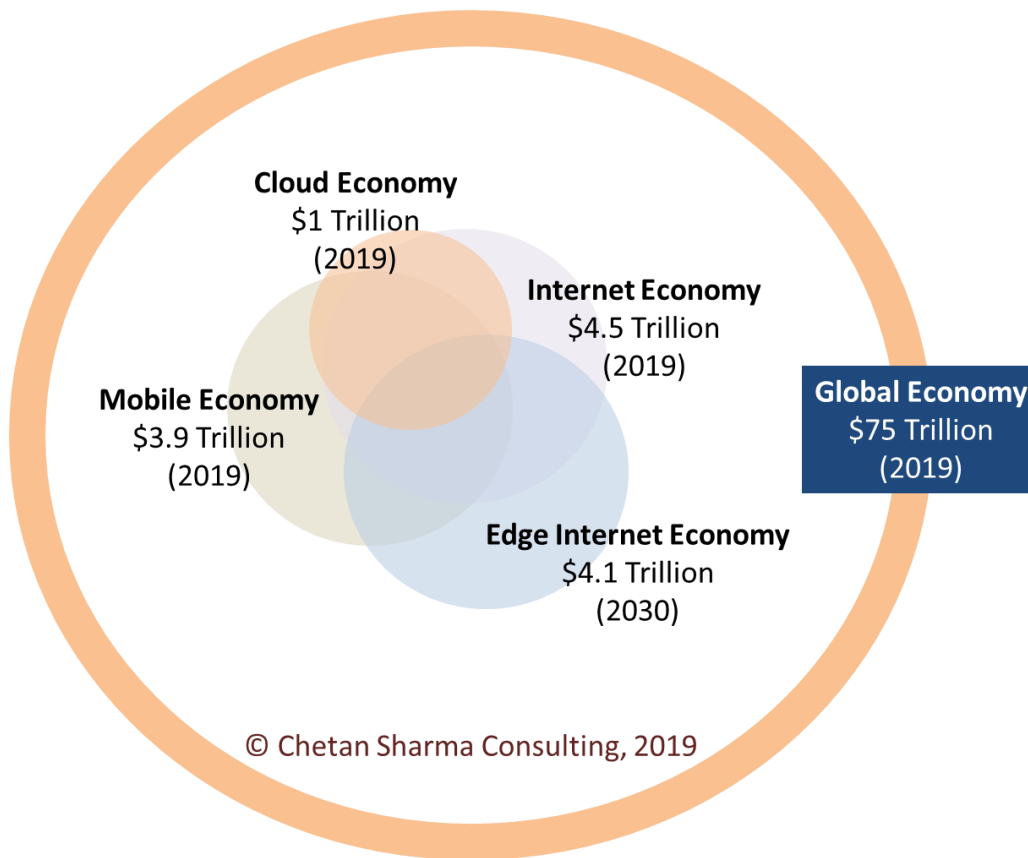 Cloud Economy
$1 Trillion
(2019)
Internet Economy
$4.5 Trillion
(2019)
Mobile Economy
$3.9 Trillion
(2019)
Global Economy
$75 Trillion
(2019)
Edge Internet Economy
$4.1 Trillion
(2030)
© Chetan Sharma Consulting, 2019